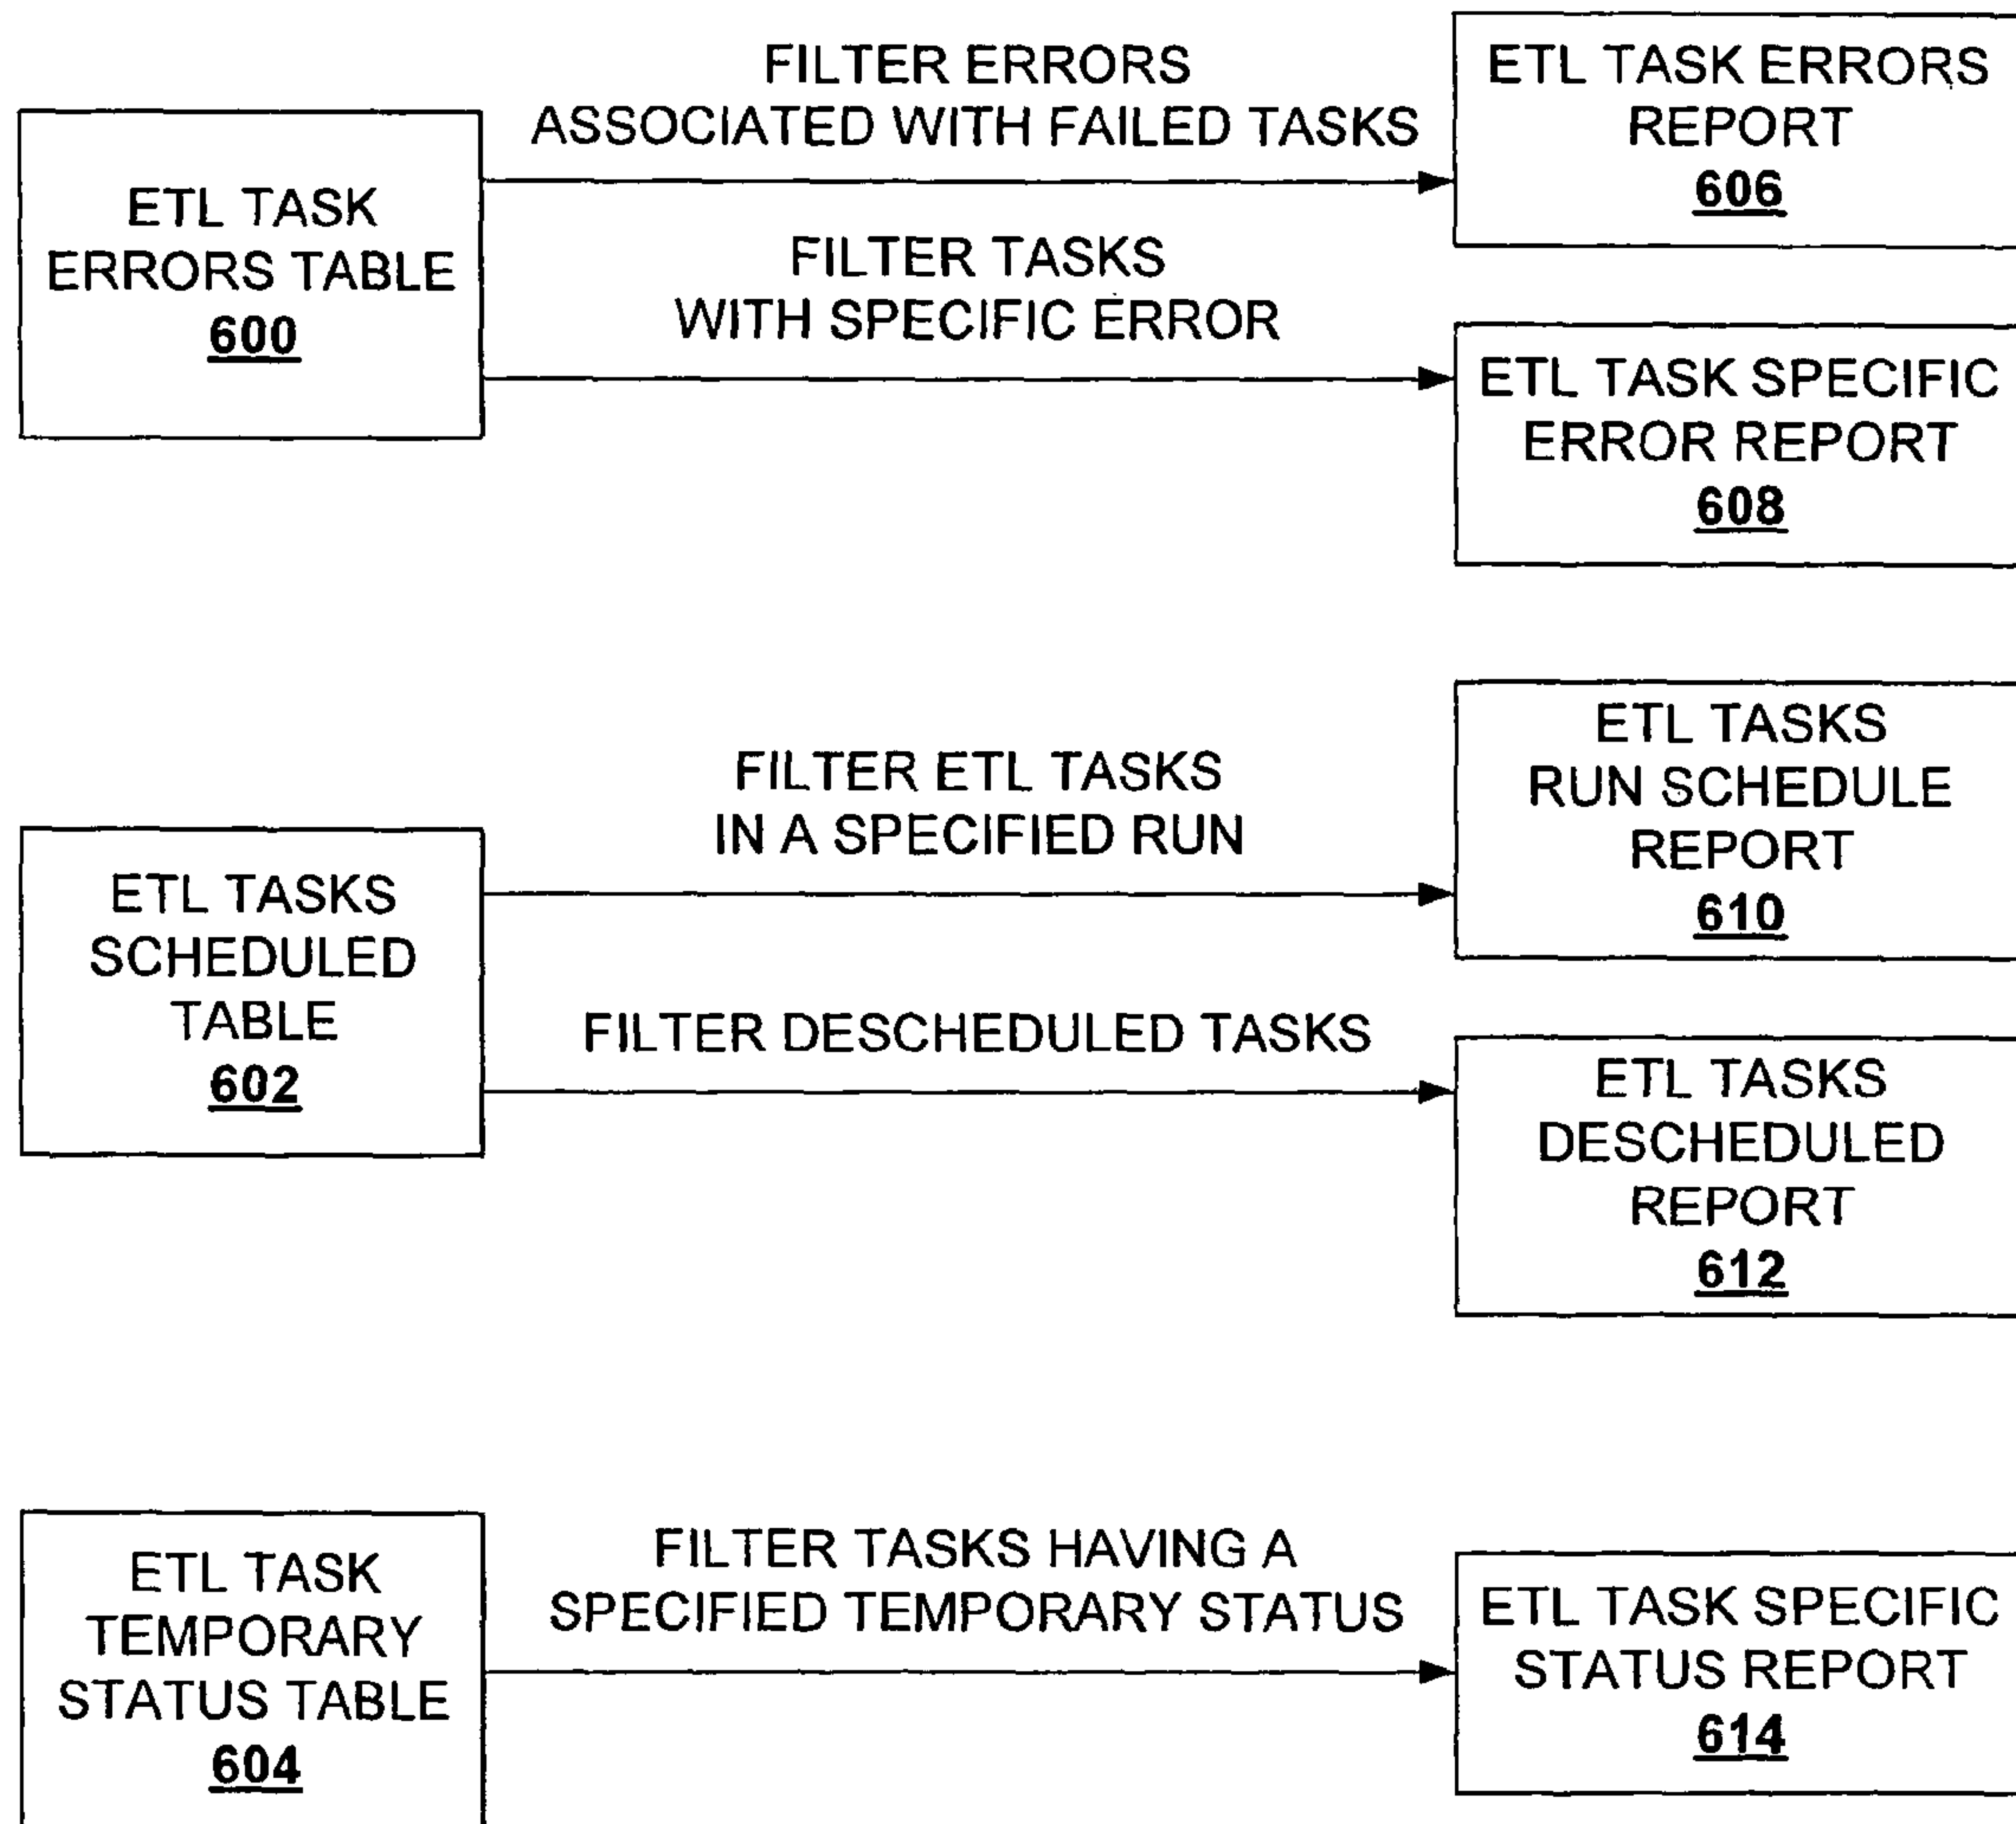 FILTER ERRORS
ASSOCIATED WITH FAILED TASKS
ETL TASK ERRORS
REPORT
606
ETL TASK
ERRORS TABLE
600
FILTER TASKS
WITH SPECIFIC ERROR
ETL TASK SPECIFIC
ERROR REPORT
608
FILTER ETL TASKS
IN A SPECIFIED RUN
ETL TASKS
RUN SCHEDULE
REPORT
610
ETL TASKS
SCHEDULED
TABLE
602
FILTER DESCHEDULED TASKS
ETL TASKS
DESCHEDULED
REPORT
612
ETL TASK
TEMPORARY
STATUS TABLE
604
FILTER TASKS HAVING A
SPECIFIED TEMPORARY STATUS
ETL TASK SPECIFIC
STATUS REPORT
614